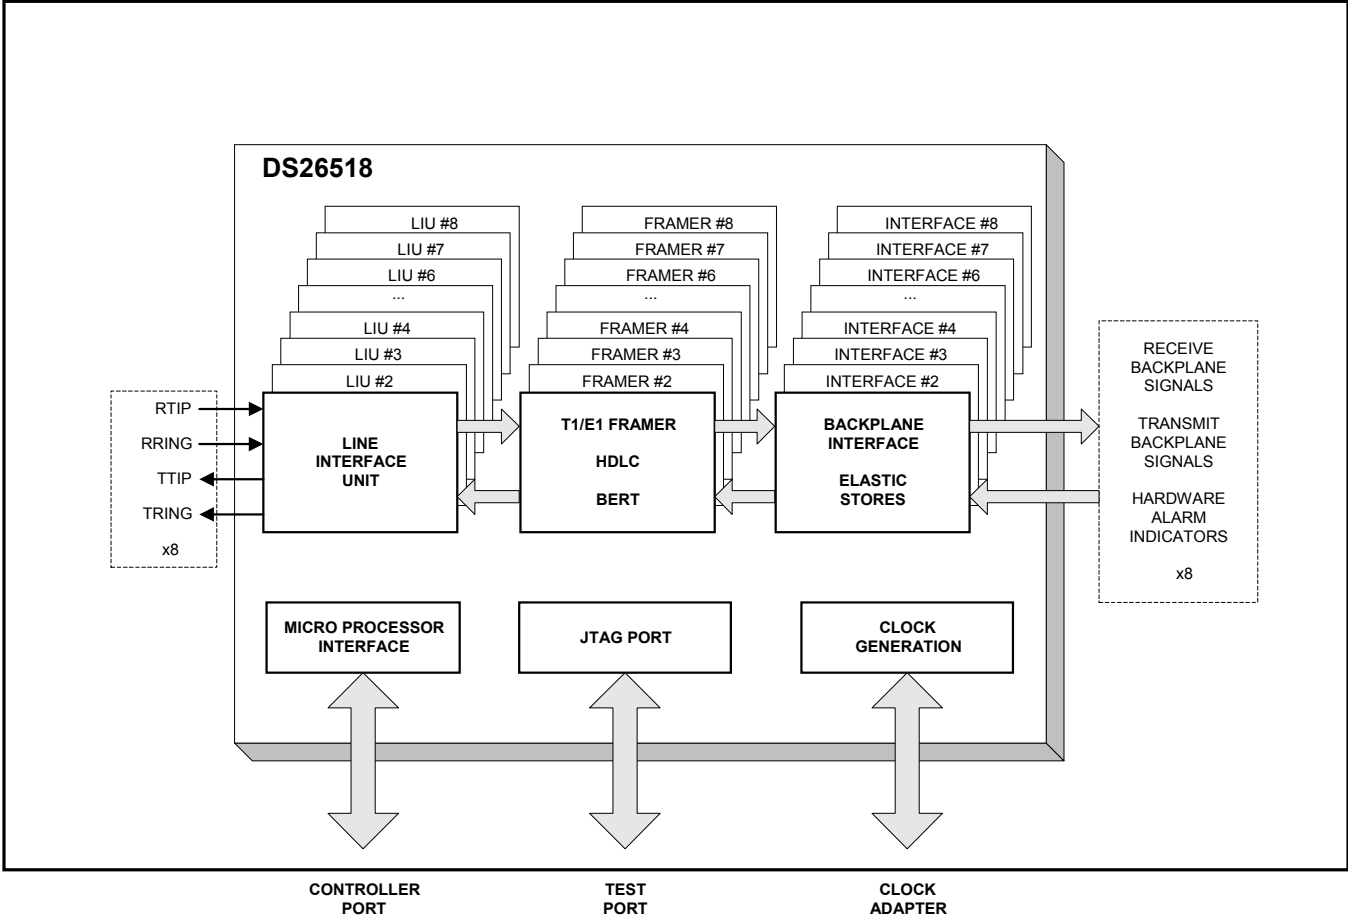 DS26518
LIU #8
LIU #7
LIU #6
...
LIU #4
LIU #3
LIU #2
LINE
INTERFACE
UNIT
FRAMER #8
FRAMER #7
FRAMER #6
...
FRAMER #4
FRAMER #3
FRAMER #2
T1/E1 FRAMER
HDLC
BERT
INTERFACE #8
INTERFACE #7
INTERFACE #6
...
INTERFACE #4
INTERFACE #3
INTERFACE #2
BACKPLANE
INTERFACE
ELASTIC
STORES
RTIP
RRING
TTIP
TRING
x8
RECEIVE
BACKPLANE
SIGNALS
TRANSMIT
BACKPLANE
SIGNALS
HARDWARE
ALARM
INDICATORS
x8
MICRO PROCESSOR
INTERFACE
JTAG PORT
CLOCK
GENERATION
CONTROLLER
PORT
TEST
PORT
CLOCK
ADAPTER